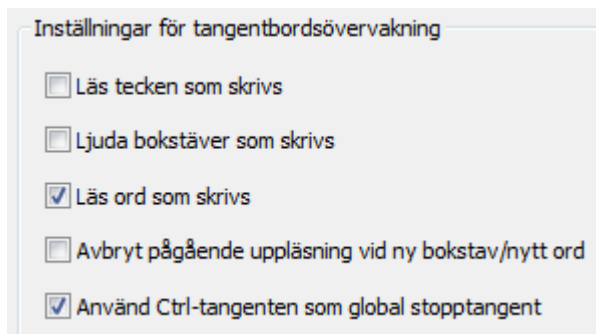 Inställningar för tangentbordsövervakning
Läs tecken som skrivs
Ljuda bokstäver som skrivs
Läs ord som skrivs
Avbryt pågående uppläsning vid ny bokstav/nytt ord
Använd Ctrl-tangenten som global stopptangent